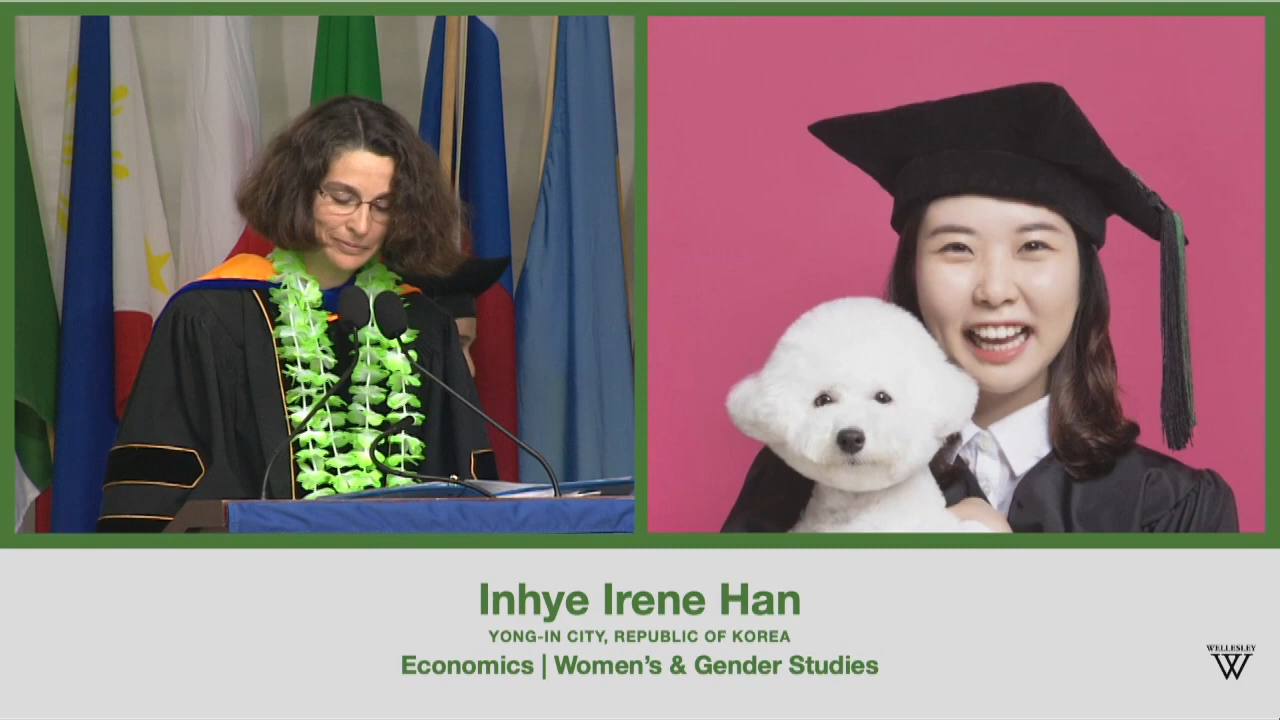 Inhye Irene Han
YONG-IN CITY, REPUBLIC OF KOREA
Economics | Women's & Gender Studies
WELLESLEY
W